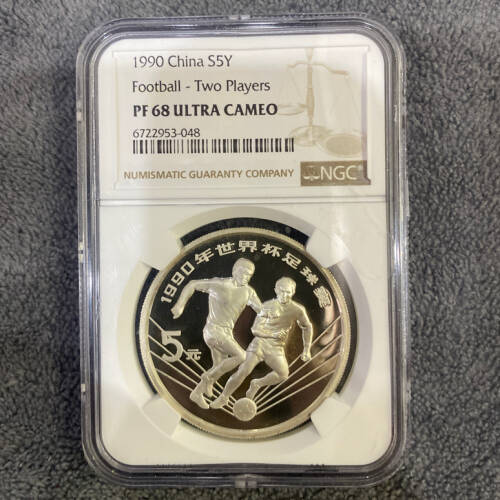 1990 China S5Y
Football - Two Players
PF 68 ULTRA CAMEO
6722953-048
NUMISMATIC GUARANTY COMPANY
NGC
1990年世界杯足球赛
5元